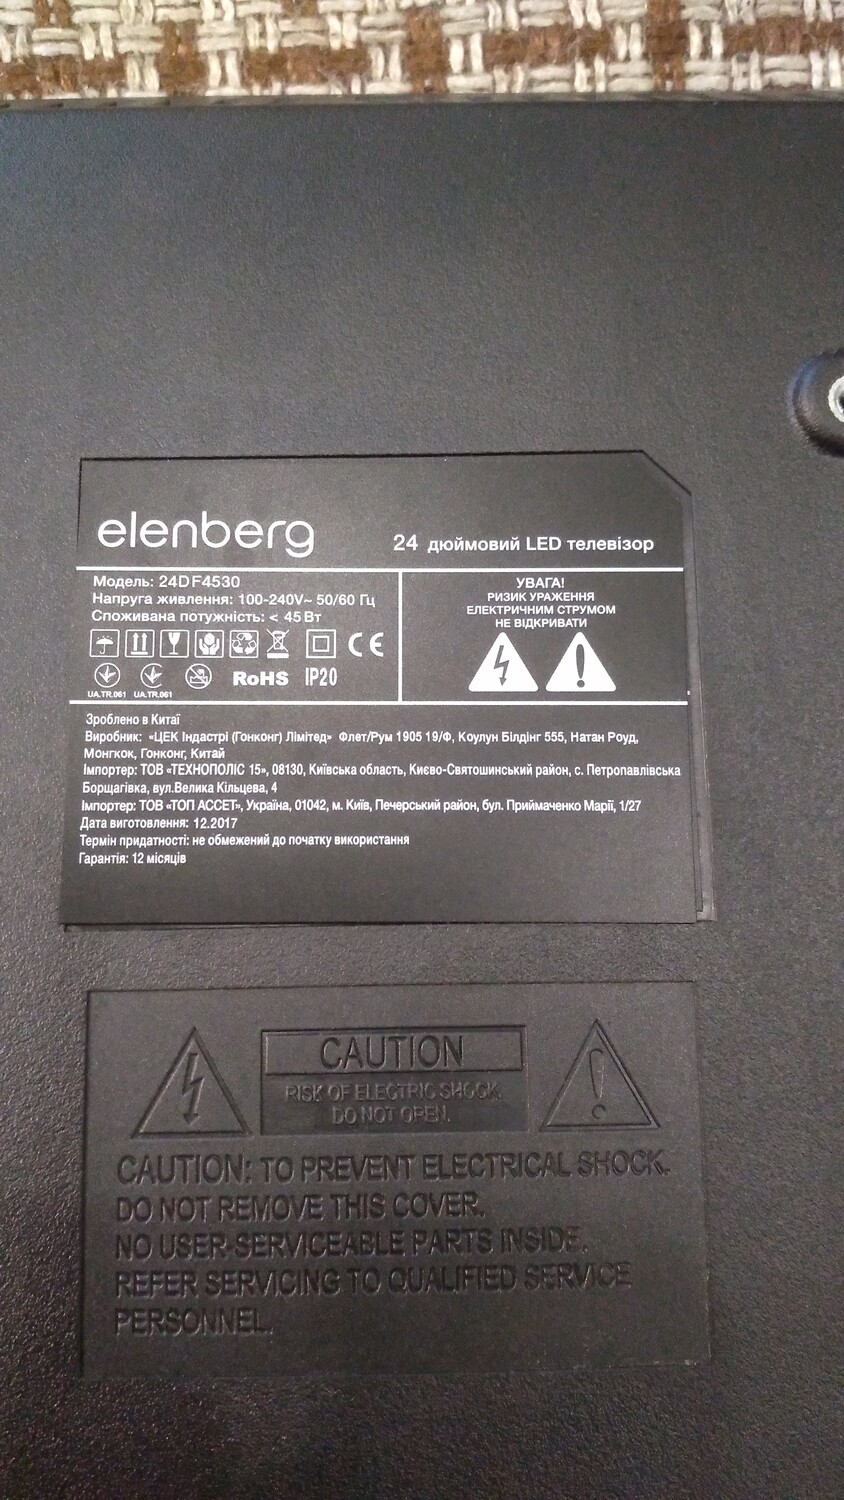 elenberg
24 дюймовий LED телевізор
Модель: 24DF4530
Напруга живлення: 100-240V~ 50/60 Гц
Споживана потужність: < 45 Вт
УВАГА!
РИЗИК УРАЖЕННЯ
ЕЛЕКТРИЧНИМ СТРУМОМ
НЕ ВІДКРИВАТИ
CE
UA.TR.061 UA.TR.061
RoHS IP20
Зроблено в Китаї
Виробник: «ЦЕК Індастрі (Гонконг) Лімітед» Флет/Рум 1905 19/Ф, Коулун Білдінг 555, Натан Роуд,
Монгкок, Гонконг, Китай
Імпортер: ТОВ «ТЕХНОПОЛІС 15», 08130, Київська область, Києво-Святошинський район, с. Петропавлівська
Борщагівка, вул.Велика Кільцева, 4
Імпортер: ТОВ «ТОП АССЕТ», Україна, 01042, м. Київ, Печерський район, бул. Приймаченко Марії, 1/27
Дата виготовлення: 12.2017
Термін придатності: не обмежений до початку використання
Гарантія: 12 місяців
CAUTION
RISK OF ELECTRIC SHOCK.
DO NOT OPEN.
CAUTION: TO PREVENT ELECTRICAL SHOCK.
DO NOT REMOVE THIS COVER.
NO USER-SERVICEABLE PARTS INSIDE.
REFER SERVICING TO QUALIFIED SERVICE
PERSONNEL.